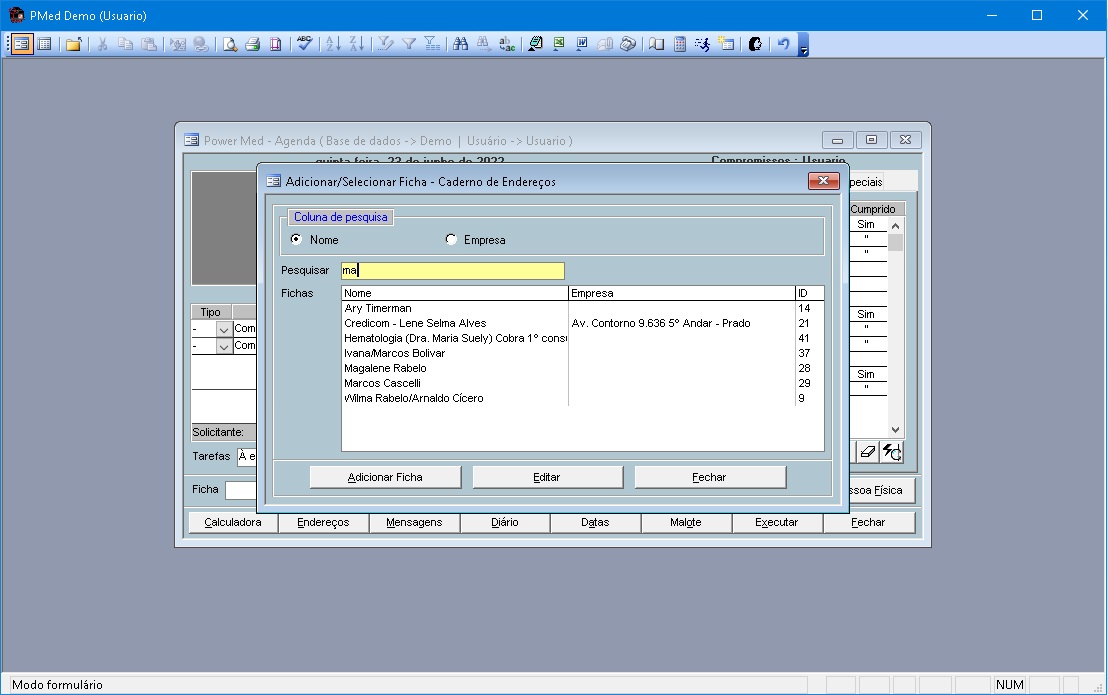 PMed Demo (Usuario)
Power Med - Agenda ( Base de dados -> Demo | Usuário -> Usuario )
quinta feira, 23 de junho de 2022
Compromissos : Usuario
Adicionar/Selecionar Ficha - Caderno de Endereços
peciais
Coluna de pesquisa
Nome Empresa
Cumprido
Sim
"
"
Pesquisar ma
Fichas
Nome Empresa ID
Ary Timerman 14
Credicom - Lene Selma Alves Av. Contorno 9.636 5º Andar - Prado 21
Hematologia (Dra. Maria Suely) Cobra 1º cons 41
Ivana/Marcos Bolivar 37
Magalene Rabelo 28
Marcos Cascelli 29
Wilma Rabelo/Arnaldo Cícero 9
Tipo
- Com
- Com
Sim
"
"
Sim
"
Solicitante:
Tarefas À e
Adicionar Ficha Editar Fechar
Ficha
ssoa Física
Calculadora Endereços Mensagens Diário Datas Malote Executar Fechar
Modo formulário
NUM